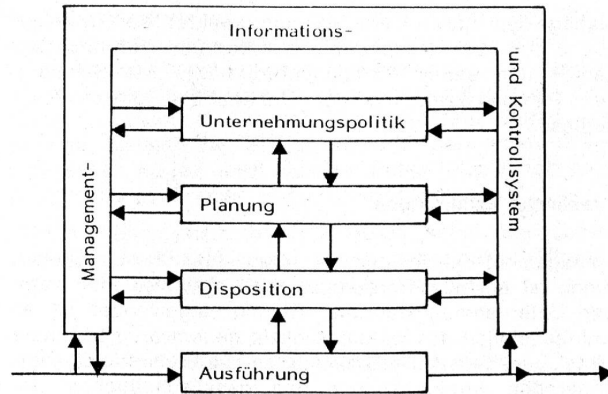 Management-
Informations-
und Kontrollsystem
Unternehmungspolitik
Planung
Disposition
Ausführung